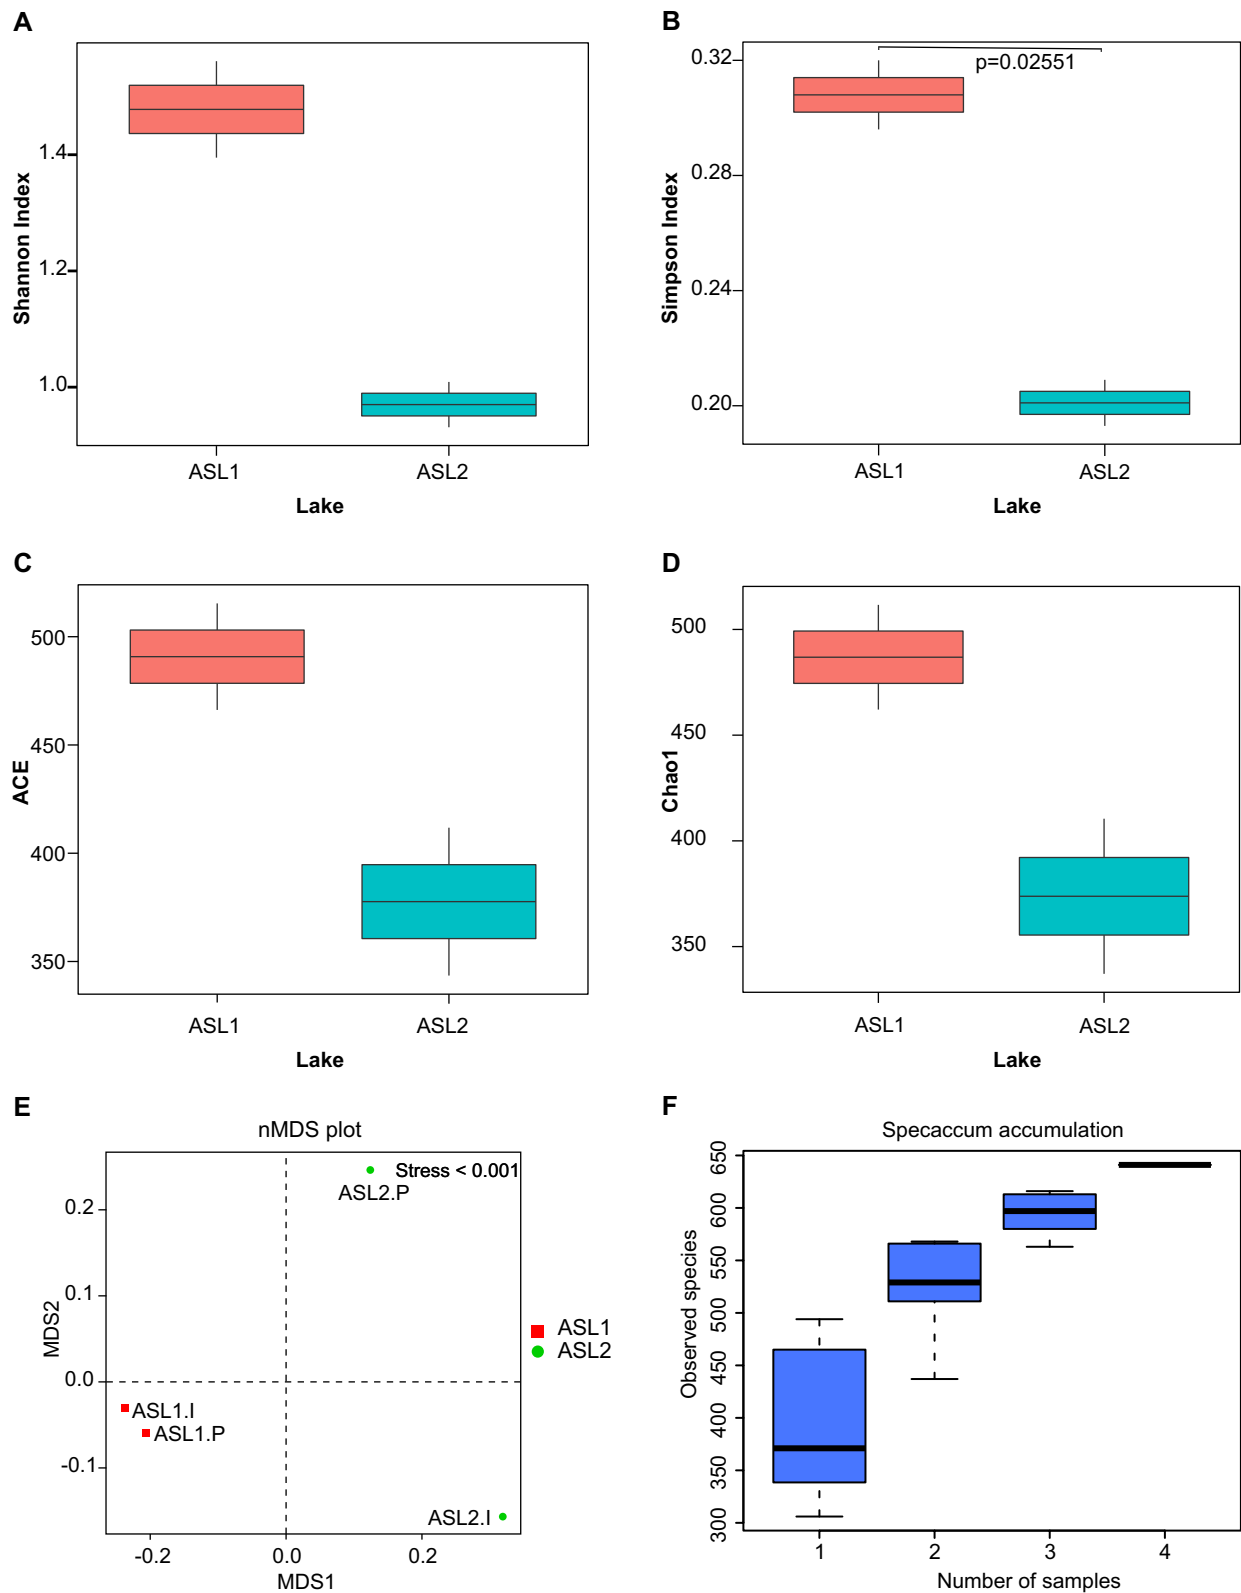 A
Shannon Index
1.4
1.2
1.0
ASL1
ASL2
Lake
B
Simpson Index
0.32
0.28
0.24
0.20
p=0.02551
ASL1
ASL2
Lake
C
ACE
500
450
400
350
ASL1
ASL2
Lake
D
Chao1
500
450
400
350
ASL1
ASL2
Lake
E
nMDS plot
MDS2
0.2
0.1
0.0
-0.1
Stress < 0.001
ASL2.P
ASL1.I
ASL1.P
ASL2.I
-0.2
0.0
0.2
MDS1
ASL1
ASL2
F
Specaccum accumulation
Observed species
650
600
550
500
450
400
350
300
1
2
3
4
Number of samples